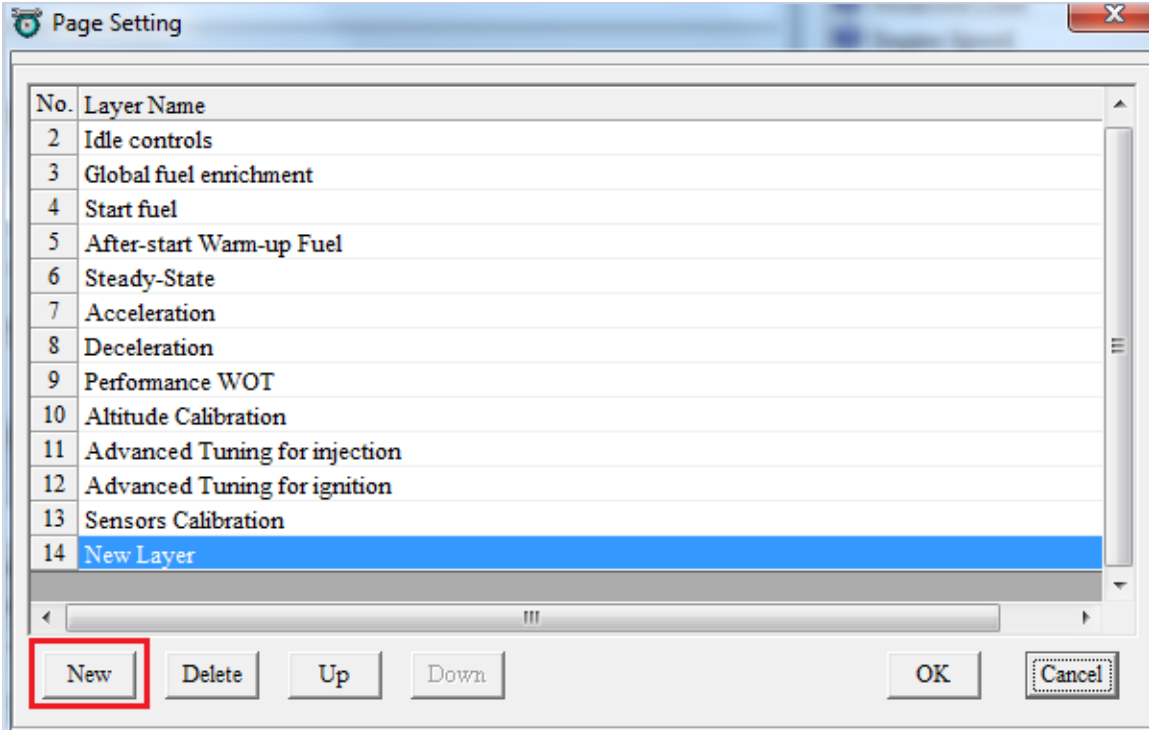 Page Setting
No. Layer Name
2 Idle controls
3 Global fuel enrichment
4 Start fuel
5 After-start Warm-up Fuel
6 Steady-State
7 Acceleration
8 Deceleration
9 Performance WOT
10 Altitude Calibration
11 Advanced Tuning for injection
12 Advanced Tuning for ignition
13 Sensors Calibration
14 New Layer
New Delete Up Down OK Cancel